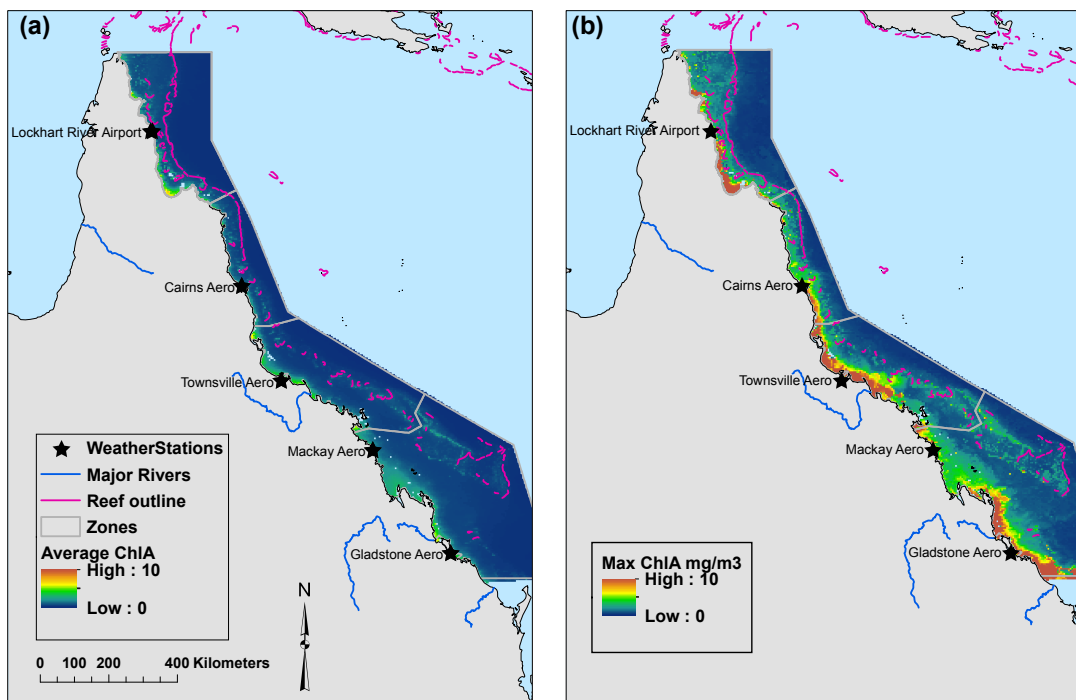 (a)
Lockhart River Airport
Cairns Aero
Townsville Aero
Mackay Aero
Gladstone Aero
WeatherStations
Major Rivers
Reef outline
Zones
Average ChlA
High : 10
Low : 0
N
0 100 200 400 Kilometers
(b)
Lockhart River Airport
Cairns Aero
Townsville Aero
Mackay Aero
Gladstone Aero
Max ChlA mg/m3
High : 10
Low : 0